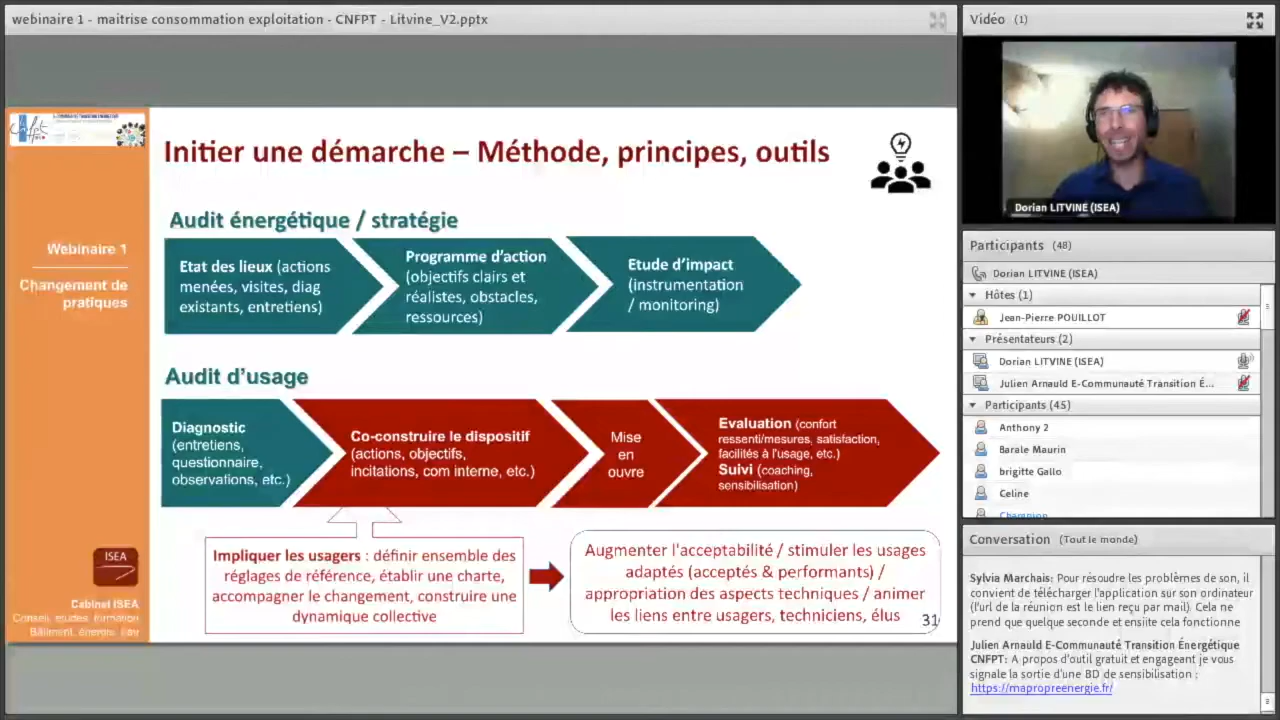 webinaire 1 - maitrise consommation exploitation - CNFPT - Litvine_V2.pptx
Webinaire 1
Changement de
pratiques
ISEA
Cabinet ISEA
Conseil, études, formation
Bâtiment, énergie, eau
Initier une démarche – Méthode, principes, outils
Audit énergétique / stratégie
Etat des lieux (actions
menées, visites, diag
existants, entretiens)
Programme d'action
(objectifs clairs et
réalistes, obstacles,
ressources)
Etude d'impact
(instrumentation
/ monitoring)
Audit d'usage
Diagnostic
(entretiens,
questionnaire,
observations, etc.)
Co-construire le dispositif
(actions, objectifs,
incitations, com interne, etc.)
Mise
en
ouvre
Evaluation (confort
ressenti/mesures, satisfaction,
facilités à l'usage, etc.)
Suivi (coaching,
sensibilisation)
Impliquer les usagers : définir ensemble des
réglages de référence, établir une charte,
accompagner le changement, construire une
dynamique collective
Augmenter l'acceptabilité / stimuler les usages
adaptés (acceptés & performants) /
appropriation des aspects techniques / animer
les liens entre usagers, techniciens, élus
31
Vidéo (1)
Dorian LITVINE (ISEA)
Participants (48)
Dorian LITVINE (ISEA)
Hôtes (1)
Jean-Pierre POUILLOT
Présentateurs (2)
Dorian LITVINE (ISEA)
Julien Arnauld E-Communauté Transition É...
Participants (45)
Anthony 2
Barale Maurin
brigitte Gallo
Celine
Champion
Conversation (Tout le monde)
Sylvia Marchais: Pour résoudre les problèmes de son, il
convient de télécharger l'application sur son ordinateur
(l'url de la réunion est le lien reçu par mail). Cela ne
prend que quelque seconde et ensiite cela fonctionne
Julien Arnauld E-Communauté Transition Énergétique
CNFPT: A propos d'outil gratuit et engageant je vous
signale la sortie d'une BD de sensibilisation :
https://mapropreenergie.fr/